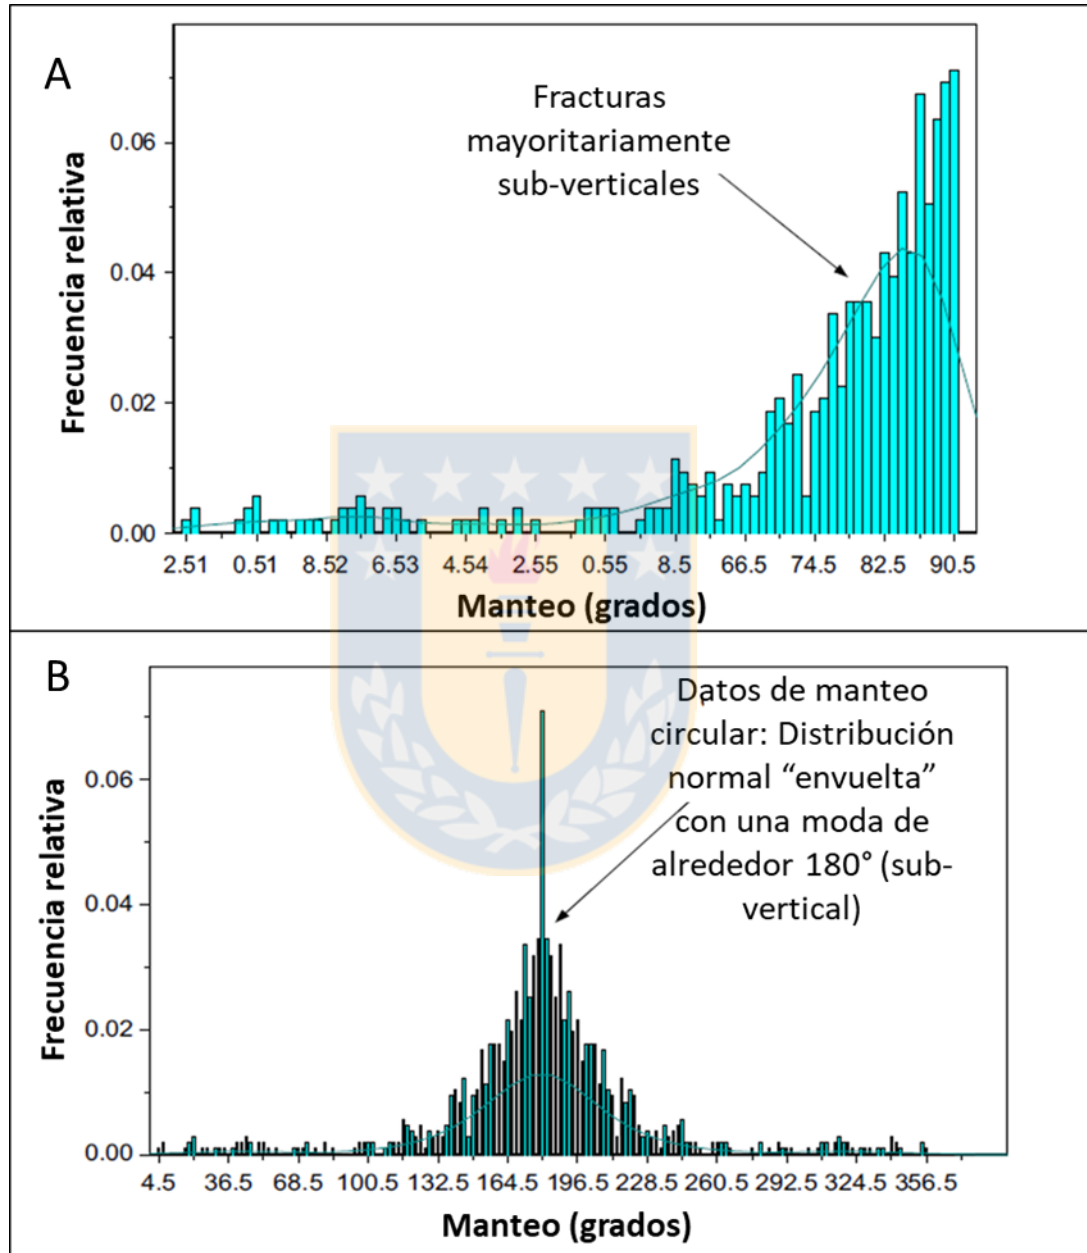 A
Fracturas
mayoritariamente
sub-verticales
Frecuencia relativa
0.06
0.04
0.02
0.00
2.51 0.51 8.52 6.53 4.54 2.55 0.55 8.5 66.5 74.5 82.5 90.5
Manteo (grados)
B
Datos de manteo
circular: Distribución
normal “envuelta”
con una moda de
alrededor 180° (sub-
vertical)
Frecuencia relativa
0.06
0.04
0.02
0.00
4.5 36.5 68.5 100.5 132.5 164.5 196.5 228.5 260.5 292.5 324.5 356.5
Manteo (grados)